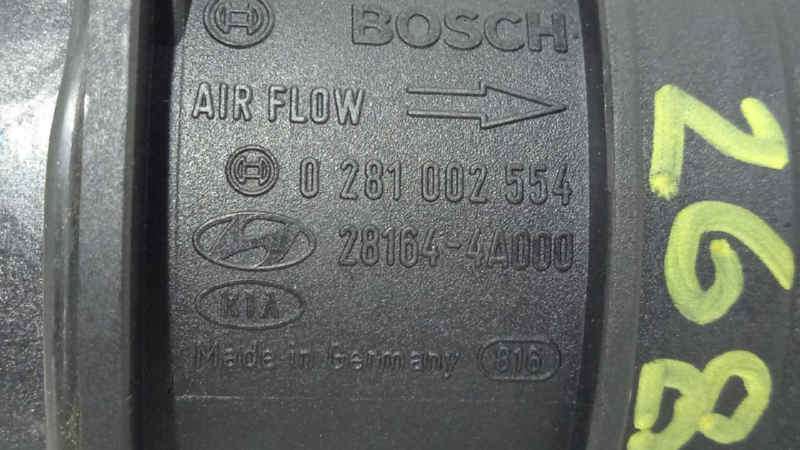 BOSCH
AIR FLOW
0 281 002 554
28164-4A000
KIA
Made in Germany 816
268